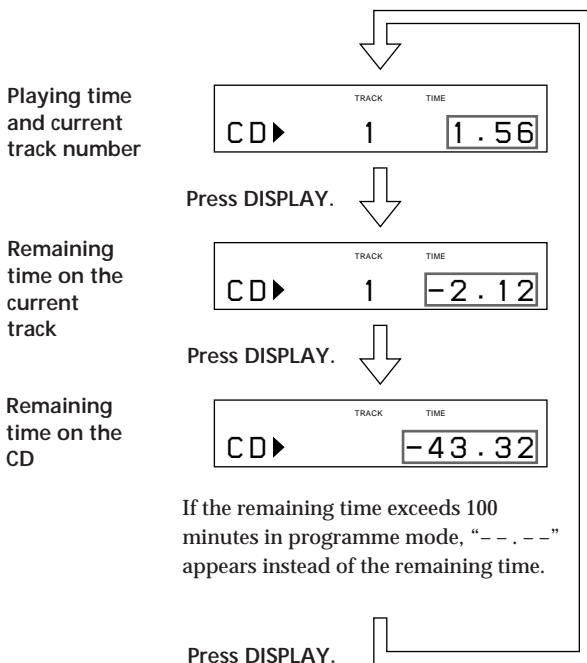 Playing time
and current
track number
TRACK TIME
CD▶ 1 1.56
Press DISPLAY.
Remaining
time on the
current
track
TRACK TIME
CD▶ 1 −2.12
Press DISPLAY.
Remaining
time on the
CD
TRACK TIME
CD▶ −43.32
If the remaining time exceeds 100
minutes in programme mode, “– – . – –”
appears instead of the remaining time.
Press DISPLAY.